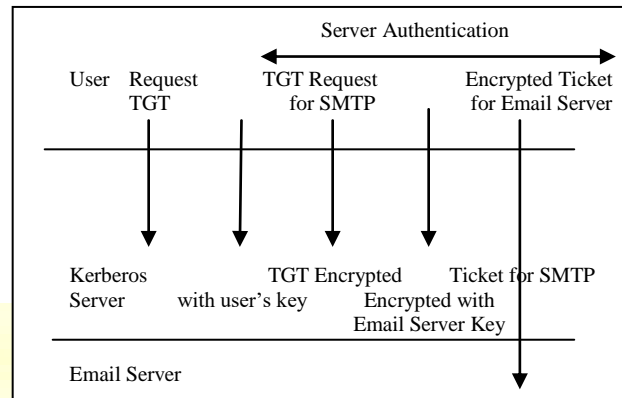 Server Authentication
User Request TGT Request Encrypted Ticket
TGT for SMTP for Email Server
Kerberos TGT Encrypted Ticket for SMTP
Server with user's key Encrypted with
Email Server Key
Email Server